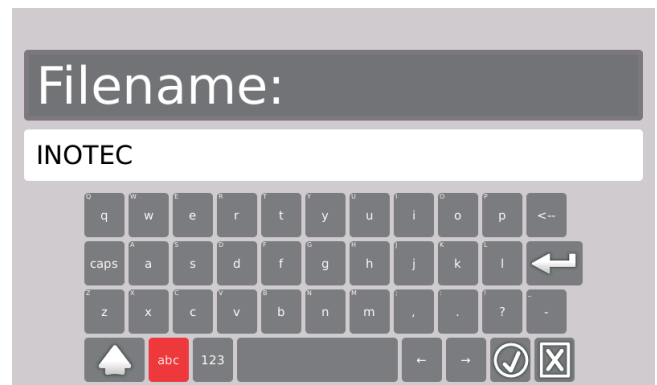 Filename:
INOTEC
Q q W w E e R r T t Y y U u I i O o P p <--
caps A a S s D d F f G g H h J j K k L l
Z z X x C c V v B b N n M m ; , : . ! ? _ -
abc 123 ← →